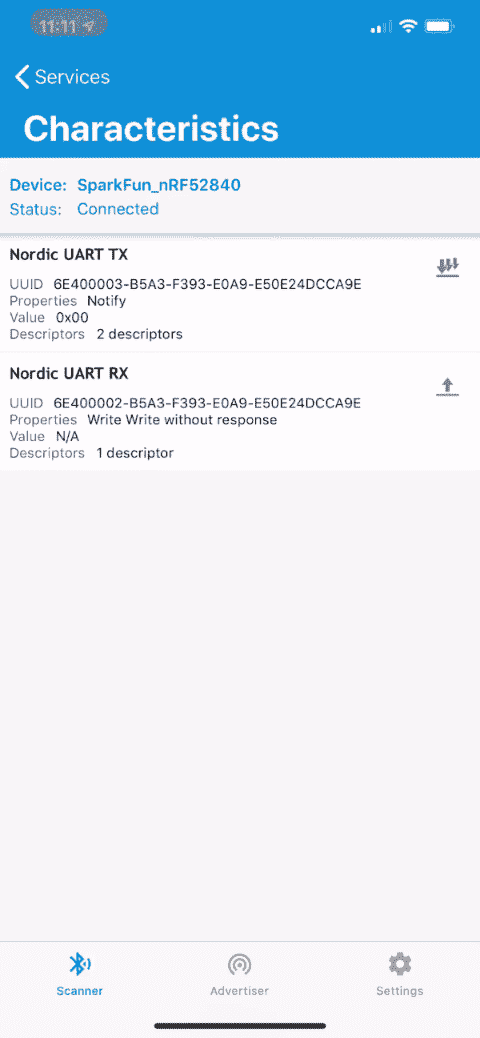 11:11
Services
Characteristics
Device: SparkFun_nRF52840
Status: Connected
Nordic UART TX
UUID 6E400003-B5A3-F393-E0A9-E50E24DCCA9E
Properties Notify
Value 0x00
Descriptors 2 descriptors
Nordic UART RX
UUID 6E400002-B5A3-F393-E0A9-E50E24DCCA9E
Properties Write Write without response
Value N/A
Descriptors 1 descriptor
Scanner Advertiser Settings